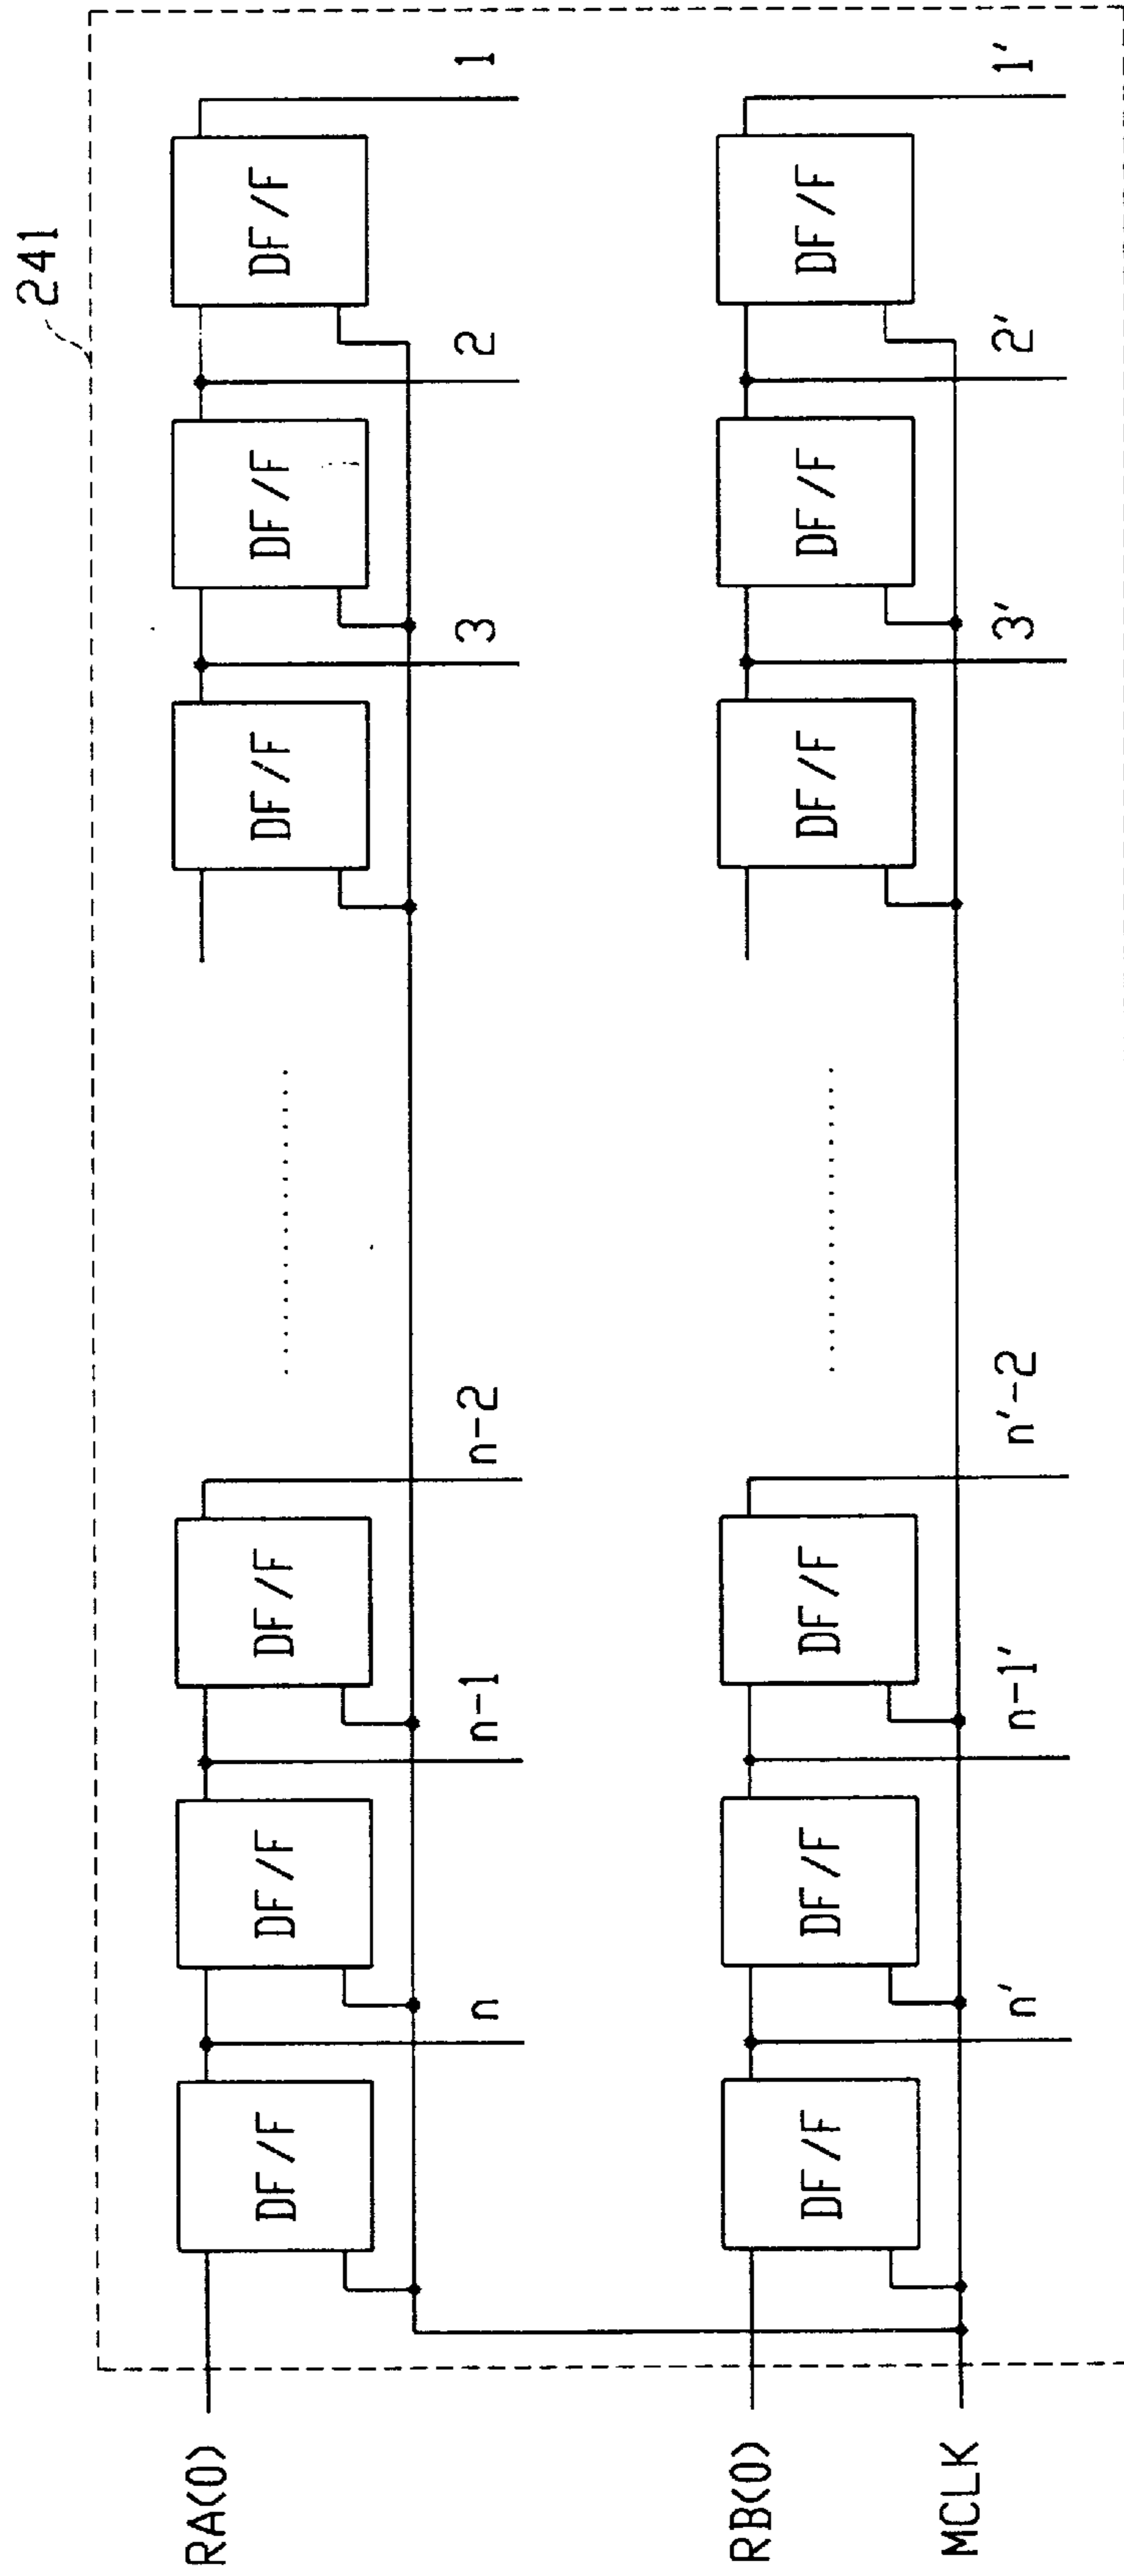 241
DF/F DF/F DF/F DF/F DF/F DF/F
RA(0)
n n-1 n-2 3 2 1
DF/F DF/F DF/F DF/F DF/F DF/F
RB(0)
MCLK
n' n-1' n'-2 3' 2' 1'